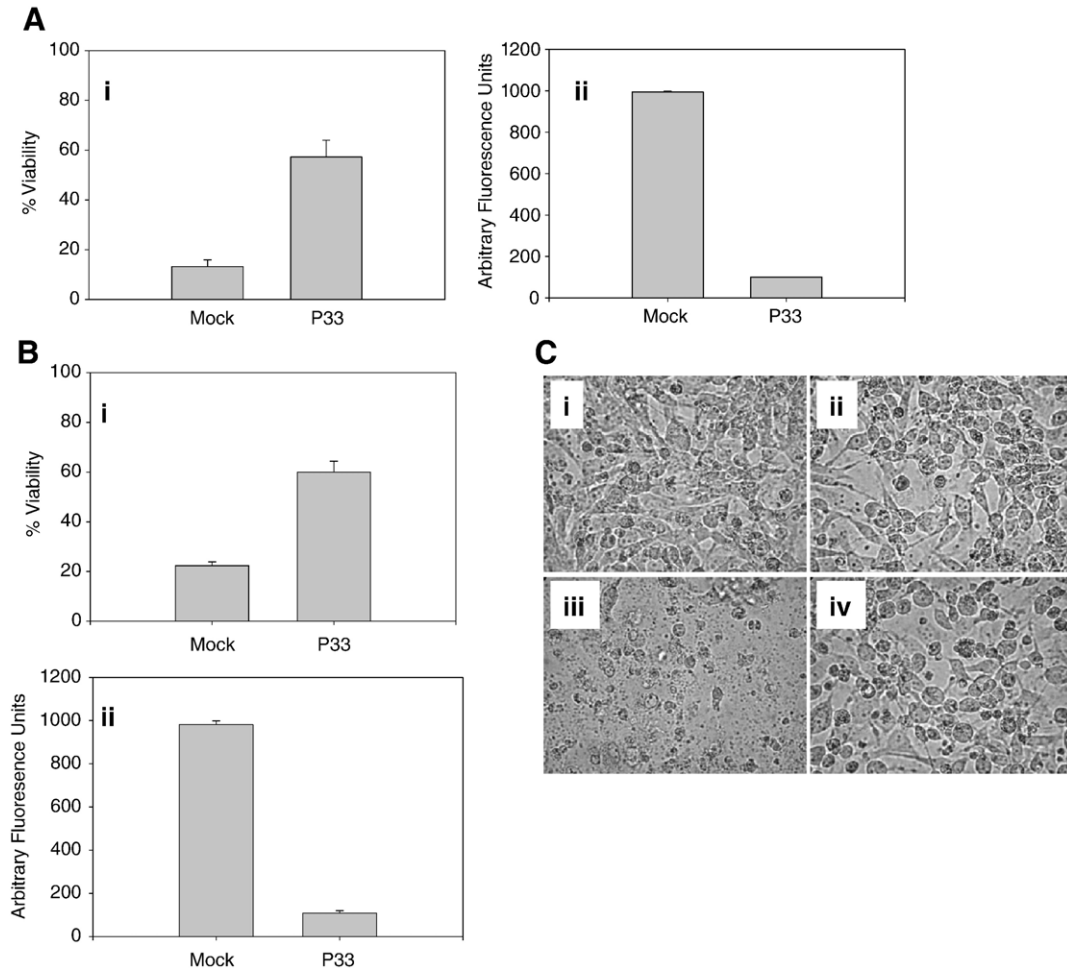 A
% Viability
100
80
60
40
20
0
i
Mock P33
Arbitrary Fluorescence Units
1200
1000
800
600
400
200
0
ii
Mock P33
B
% Viability
100
80
60
40
20
0
i
Mock P33
Arbitrary Fluoresence Units
1200
1000
800
600
400
200
0
ii
Mock P33
C
i
ii
iii
iv